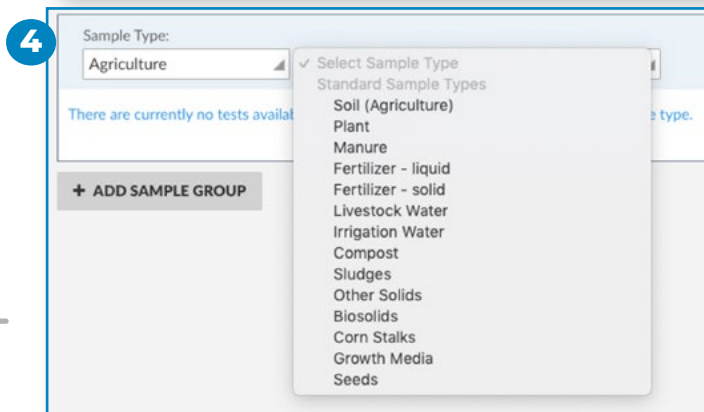 4
Sample Type:
Agriculture
✓ Select Sample Type
Standard Sample Types
There are currently no tests availab
type.
Soil (Agriculture)
Plant
Manure
Fertilizer - liquid
Fertilizer - solid
+ ADD SAMPLE GROUP
Livestock Water
Irrigation Water
Compost
Sludges
Other Solids
Biosolids
Corn Stalks
Growth Media
Seeds